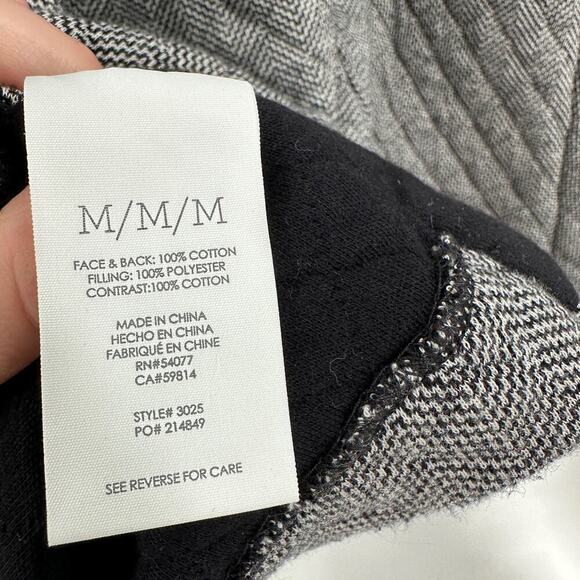 M/M/M
FACE & BACK: 100% COTTON
FILLING: 100% POLYESTER
CONTRAST:100% COTTON
MADE IN CHINA
HECHO EN CHINA
FABRIQUÉ EN CHINE
RN#54077
CA#59814
STYLE# 3025
PO# 214849
SEE REVERSE FOR CARE